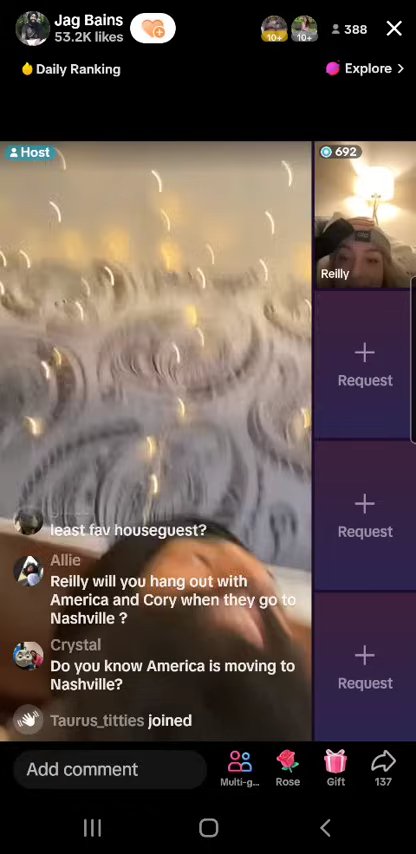 Jag Bains
53.2K likes
10+
10+
388
Daily Ranking
Explore >
Host
692
Reilly
+
Request
+
Request
+
Request
least fav houseguest?
Allie
Reilly will you hang out with
America and Cory when they go to
Nashville ?
Crystal
Do you know America is moving to
Nashville?
Taurus_titties joined
Add comment
Multi-g...
Rose
Gift
137